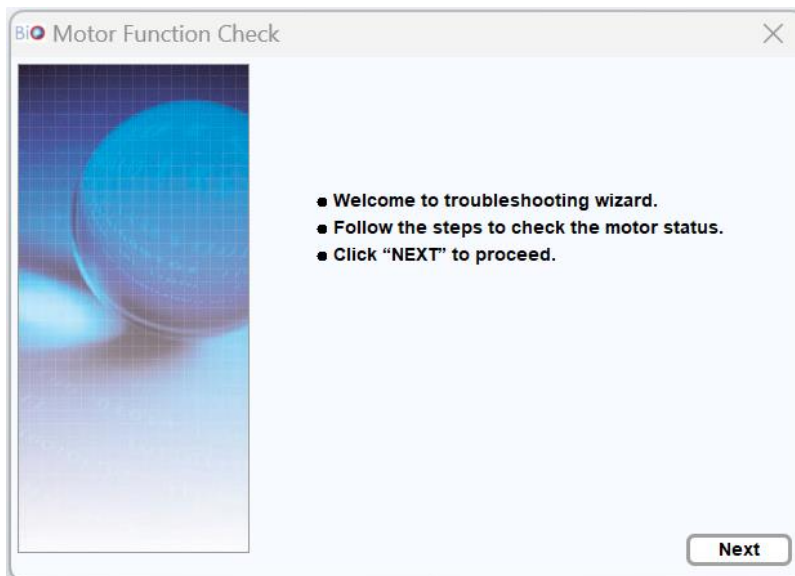 BiO Motor Function Check
● Welcome to troubleshooting wizard.
● Follow the steps to check the motor status.
● Click “NEXT” to proceed.
Next